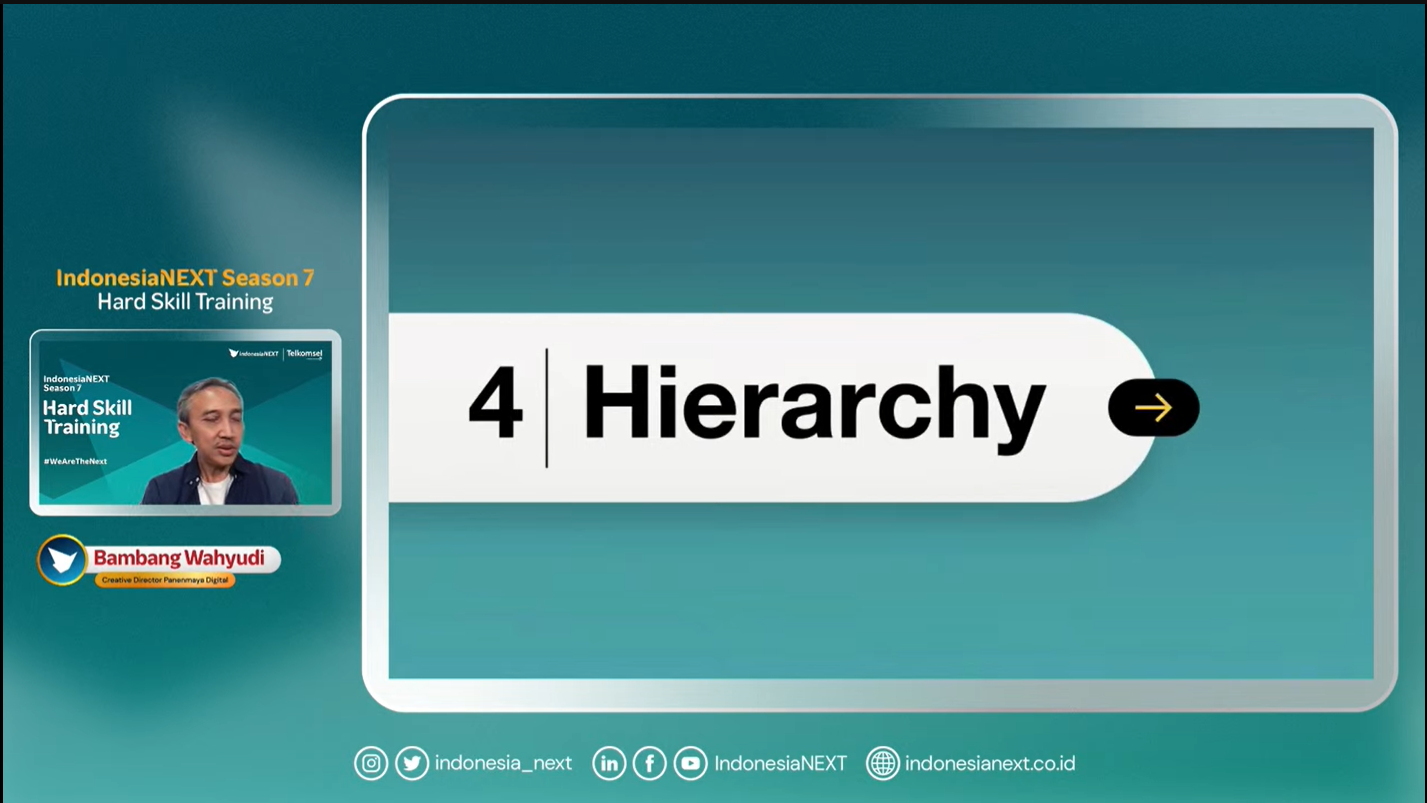 IndonesiaNEXT Season 7
Hard Skill Training
indonesiaNEXT | Telkomsel
IndonesiaNEXT
Season 7
Hard Skill
Training
#WeAreTheNext
Bambang Wahyudi
Creative Director Panenmaya Digital
4 | Hierarchy
indonesia_next IndonesiaNEXT indonesianext.co.id